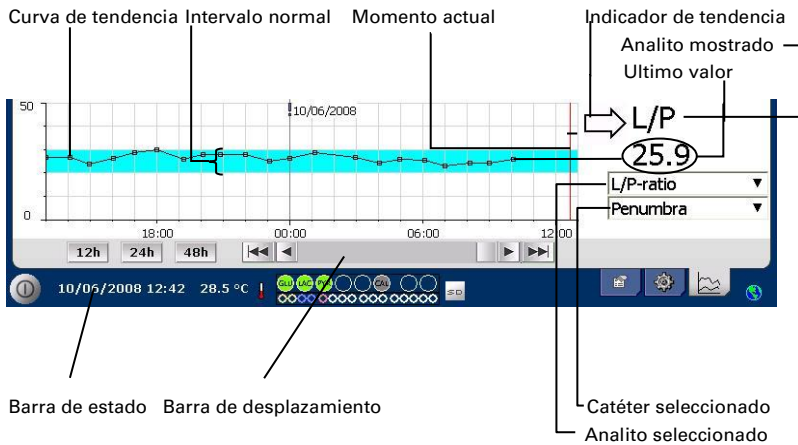 Curva de tendencia Intervalo normal Momento actual Indicador de tendencia
Analito mostrado
Ultimo valor
50
10/06/2008
L/P
25.9
L/P-ratio
Penumbra
0
18:00 00:00 06:00 12:00
12h 24h 48h
10/06/2008 12:42 28.5 °C GLU LAC PYR CAL SD
Barra de estado Barra de desplazamiento Catéter seleccionado
Analito seleccionado